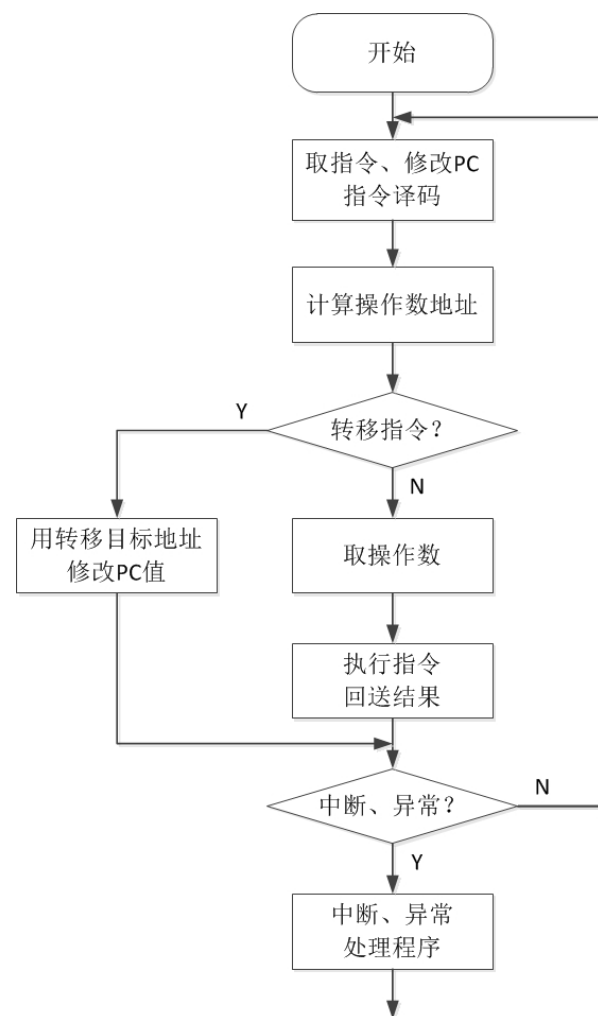 开始
取指令、修改PC
指令译码
计算操作数地址
转移指令？
Y
N
用转移目标地址
修改PC值
取操作数
执行指令
回送结果
中断、异常？
N
Y
中断、异常
处理程序